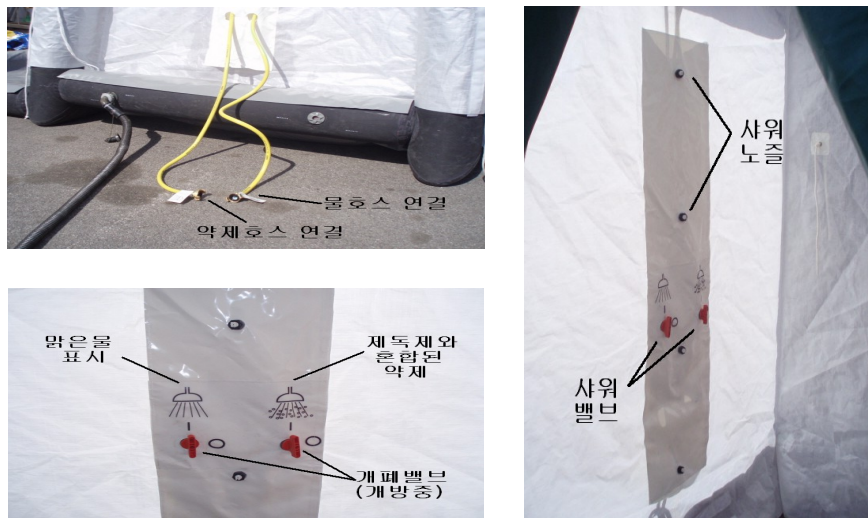 물호스 연결
약제호스 연결
맑은물
표시
제독제와
혼합된
약제
개폐밸브
(개방중)
샤워
노즐
샤워
밸브